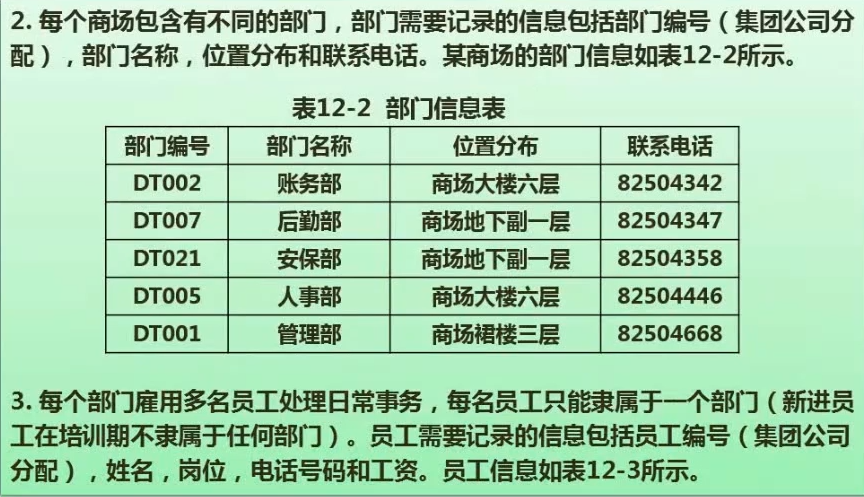 2. 每个商场包含有不同的部门，部门需要记录的信息包括部门编号（集团公司分
配），部门名称，位置分布和联系电话。某商场的部门信息如表12-2所示。
表12-2 部门信息表
部门编号 部门名称 位置分布 联系电话
DT002 账务部 商场大楼六层 82504342
DT007 后勤部 商场地下副一层 82504347
DT021 安保部 商场地下副一层 82504358
DT005 人事部 商场大楼六层 82504446
DT001 管理部 商场裙楼三层 82504668
3. 每个部门雇用多名员工处理日常事务，每名员工只能隶属于一个部门（新进员
工在培训期不隶属于任何部门）。员工需要记录的信息包括员工编号（集团公司
分配），姓名，岗位，电话号码和工资。员工信息如表12-3所示。